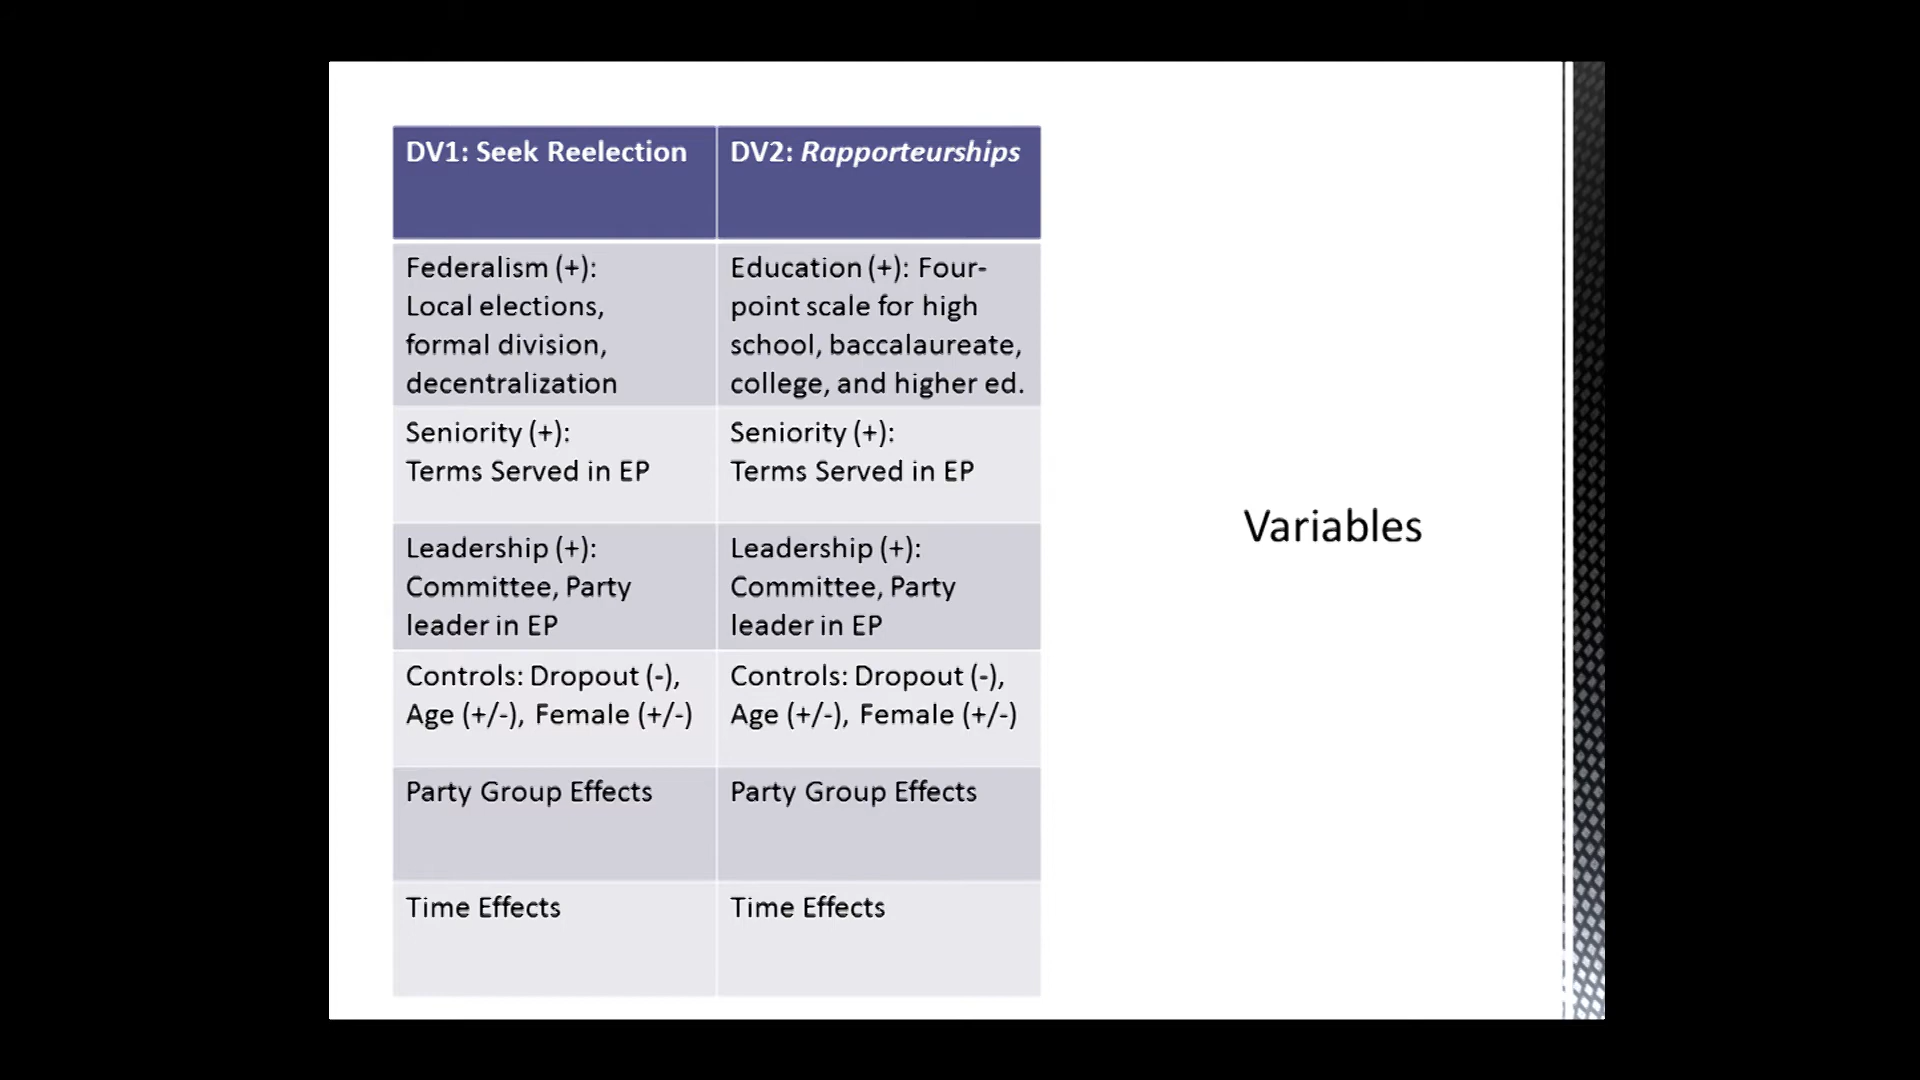 DV1: Seek Reelection
DV2: Rapporteurships
Federalism (+):
Local elections,
formal division,
decentralization
Education (+): Four-
point scale for high
school, baccalaureate,
college, and higher ed.
Seniority (+):
Terms Served in EP
Seniority (+):
Terms Served in EP
Leadership (+):
Committee, Party
leader in EP
Leadership (+):
Committee, Party
leader in EP
Controls: Dropout (-),
Age (+/-), Female (+/-)
Controls: Dropout (-),
Age (+/-), Female (+/-)
Party Group Effects
Party Group Effects
Time Effects
Time Effects
Variables